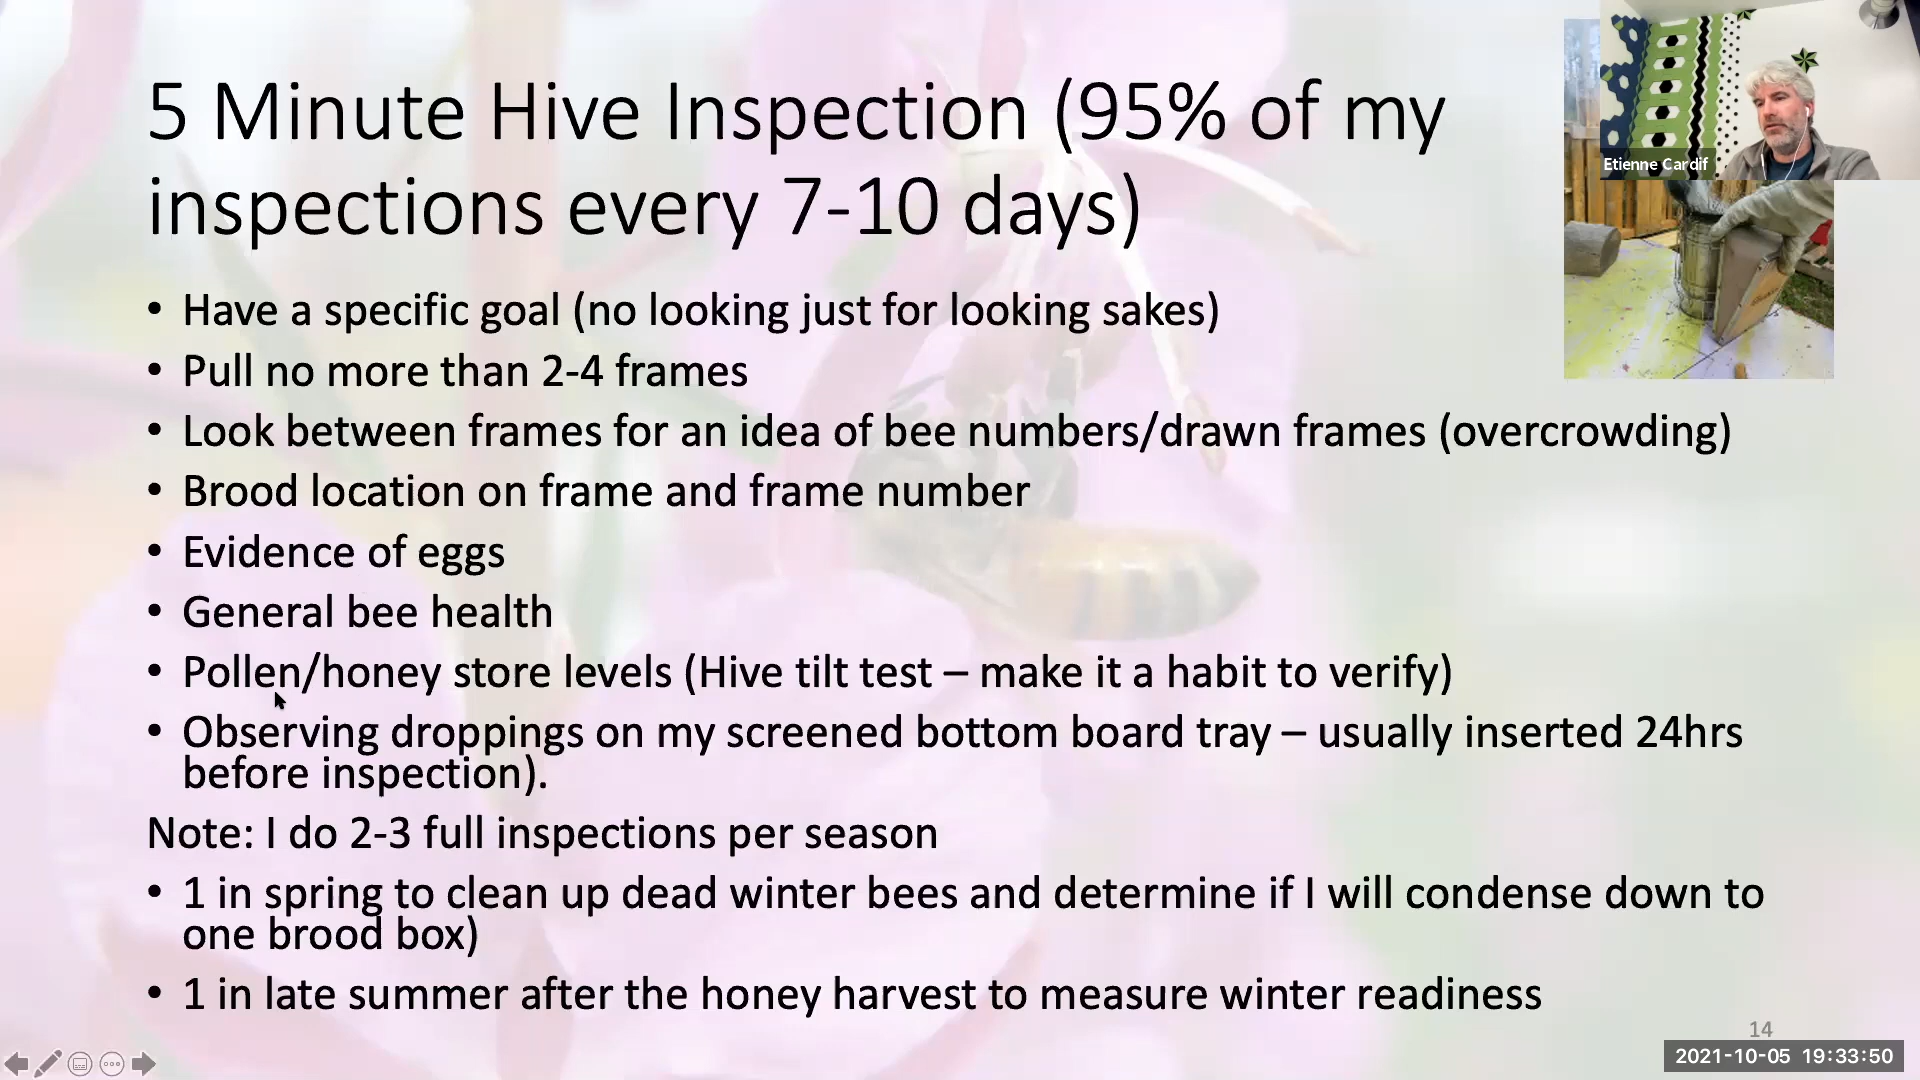 5 Minute Hive Inspection (95% of my
inspections every 7-10 days)
Etienne Cardif
• Have a specific goal (no looking just for looking sakes)
• Pull no more than 2-4 frames
• Look between frames for an idea of bee numbers/drawn frames (overcrowding)
• Brood location on frame and frame number
• Evidence of eggs
• General bee health
• Pollen/honey store levels (Hive tilt test – make it a habit to verify)
• Observing droppings on my screened bottom board tray – usually inserted 24hrs
before inspection).
Note: I do 2-3 full inspections per season
• 1 in spring to clean up dead winter bees and determine if I will condense down to
one brood box)
• 1 in late summer after the honey harvest to measure winter readiness
14
2021-10-05 19:33:50